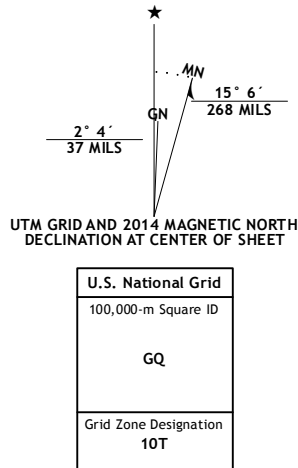 MN
GN
15° 6´
268 MILS
2° 4´
37 MILS
UTM GRID AND 2014 MAGNETIC NORTH
DECLINATION AT CENTER OF SHEET
U.S. National Grid
100,000-m Square ID
GQ
Grid Zone Designation
10T